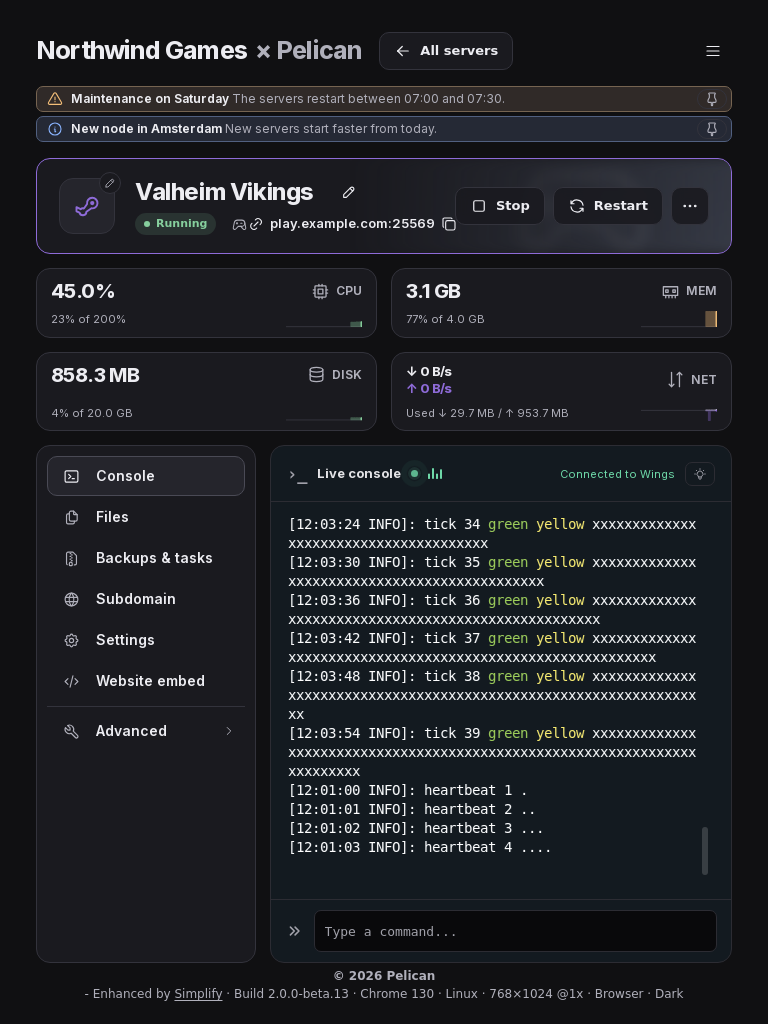 Northwind Games × Pelican
All servers
Maintenance on Saturday The servers restart between 07:00 and 07:30.
New node in Amsterdam New servers start faster from today.
Valheim Vikings
Running
play.example.com:25569
Stop
Restart
45.0%
CPU
23% of 200%
3.1 GB
MEM
77% of 4.0 GB
858.3 MB
DISK
4% of 20.0 GB
↓ 0 B/s
↑ 0 B/s
NET
Used ↓ 29.7 MB / ↑ 953.7 MB
Console
Files
Backups & tasks
Subdomain
Settings
Website embed
Advanced
Live console
Connected to Wings
[12:03:24 INFO]: tick 34 green yellow xxxxxxxxxxxxx
xxxxxxxxxxxxxxxxxxxxxxxxx
[12:03:30 INFO]: tick 35 green yellow xxxxxxxxxxxxx
xxxxxxxxxxxxxxxxxxxxxxxxxxxxxxxx
[12:03:36 INFO]: tick 36 green yellow xxxxxxxxxxxxx
xxxxxxxxxxxxxxxxxxxxxxxxxxxxxxxxxxxxxxx
[12:03:42 INFO]: tick 37 green yellow xxxxxxxxxxxxx
xxxxxxxxxxxxxxxxxxxxxxxxxxxxxxxxxxxxxxxxxxxxxx
[12:03:48 INFO]: tick 38 green yellow xxxxxxxxxxxxx
xxxxxxxxxxxxxxxxxxxxxxxxxxxxxxxxxxxxxxxxxxxxxxxxxxx
xx
[12:03:54 INFO]: tick 39 green yellow xxxxxxxxxxxxx
xxxxxxxxxxxxxxxxxxxxxxxxxxxxxxxxxxxxxxxxxxxxxxxxxxx
xxxxxxxxx
[12:01:00 INFO]: heartbeat 1 .
[12:01:01 INFO]: heartbeat 2 ..
[12:01:02 INFO]: heartbeat 3 ...
[12:01:03 INFO]: heartbeat 4 ....
Type a command...
© 2026 Pelican
- Enhanced by Simplify · Build 2.0.0-beta.13 · Chrome 130 · Linux · 768×1024 @1x · Browser · Dark